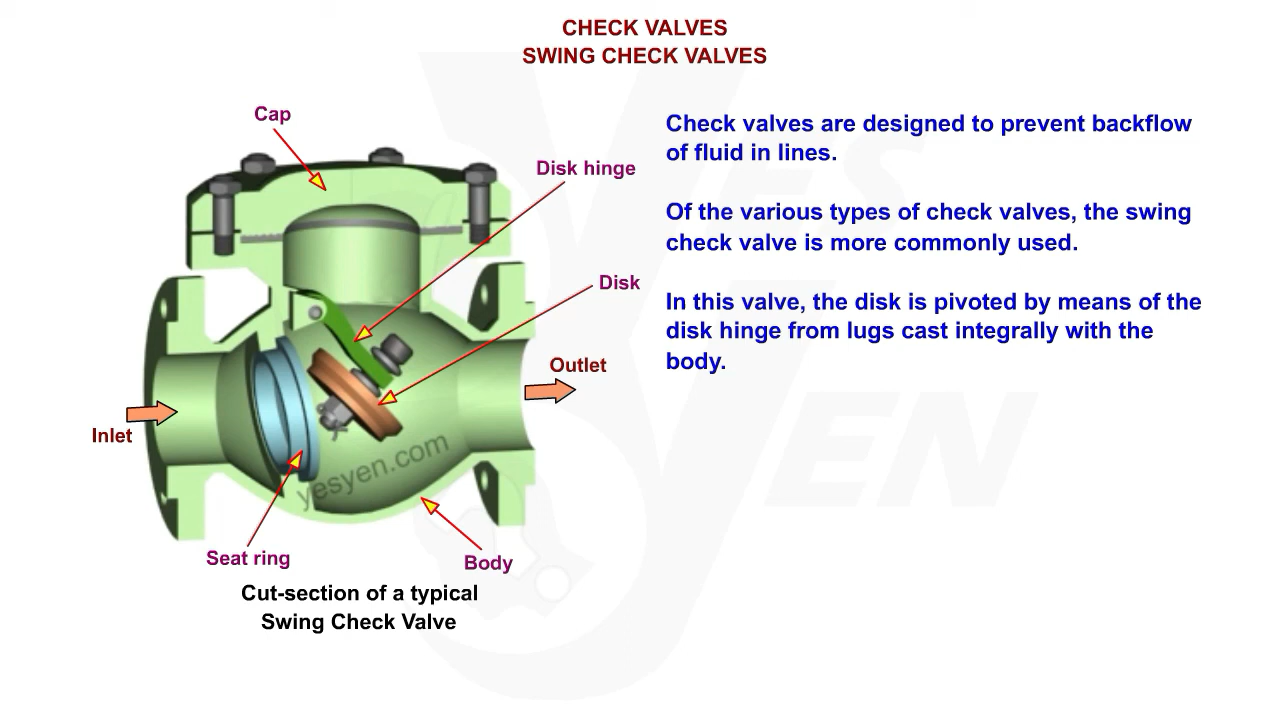 CHECK VALVES
SWING CHECK VALVES
Cap
Disk hinge
Disk
Outlet
Inlet
Seat ring
Body
yesyen.com
Cut-section of a typical
Swing Check Valve
Check valves are designed to prevent backflow
of fluid in lines.
Of the various types of check valves, the swing
check valve is more commonly used.
In this valve, the disk is pivoted by means of the
disk hinge from lugs cast integrally with the
body.
YES
YEN